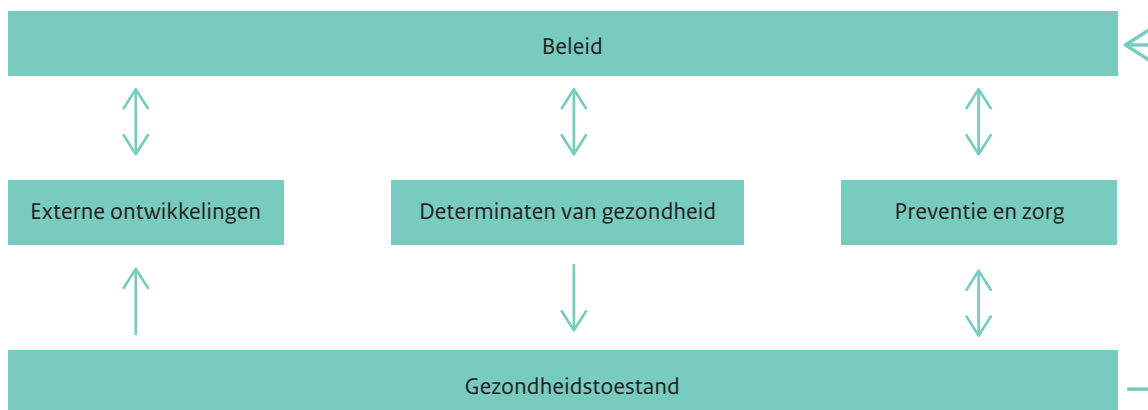 Beleid
Externe ontwikkelingen
Determinaten van gezondheid
Preventie en zorg
Gezondheidstoestand